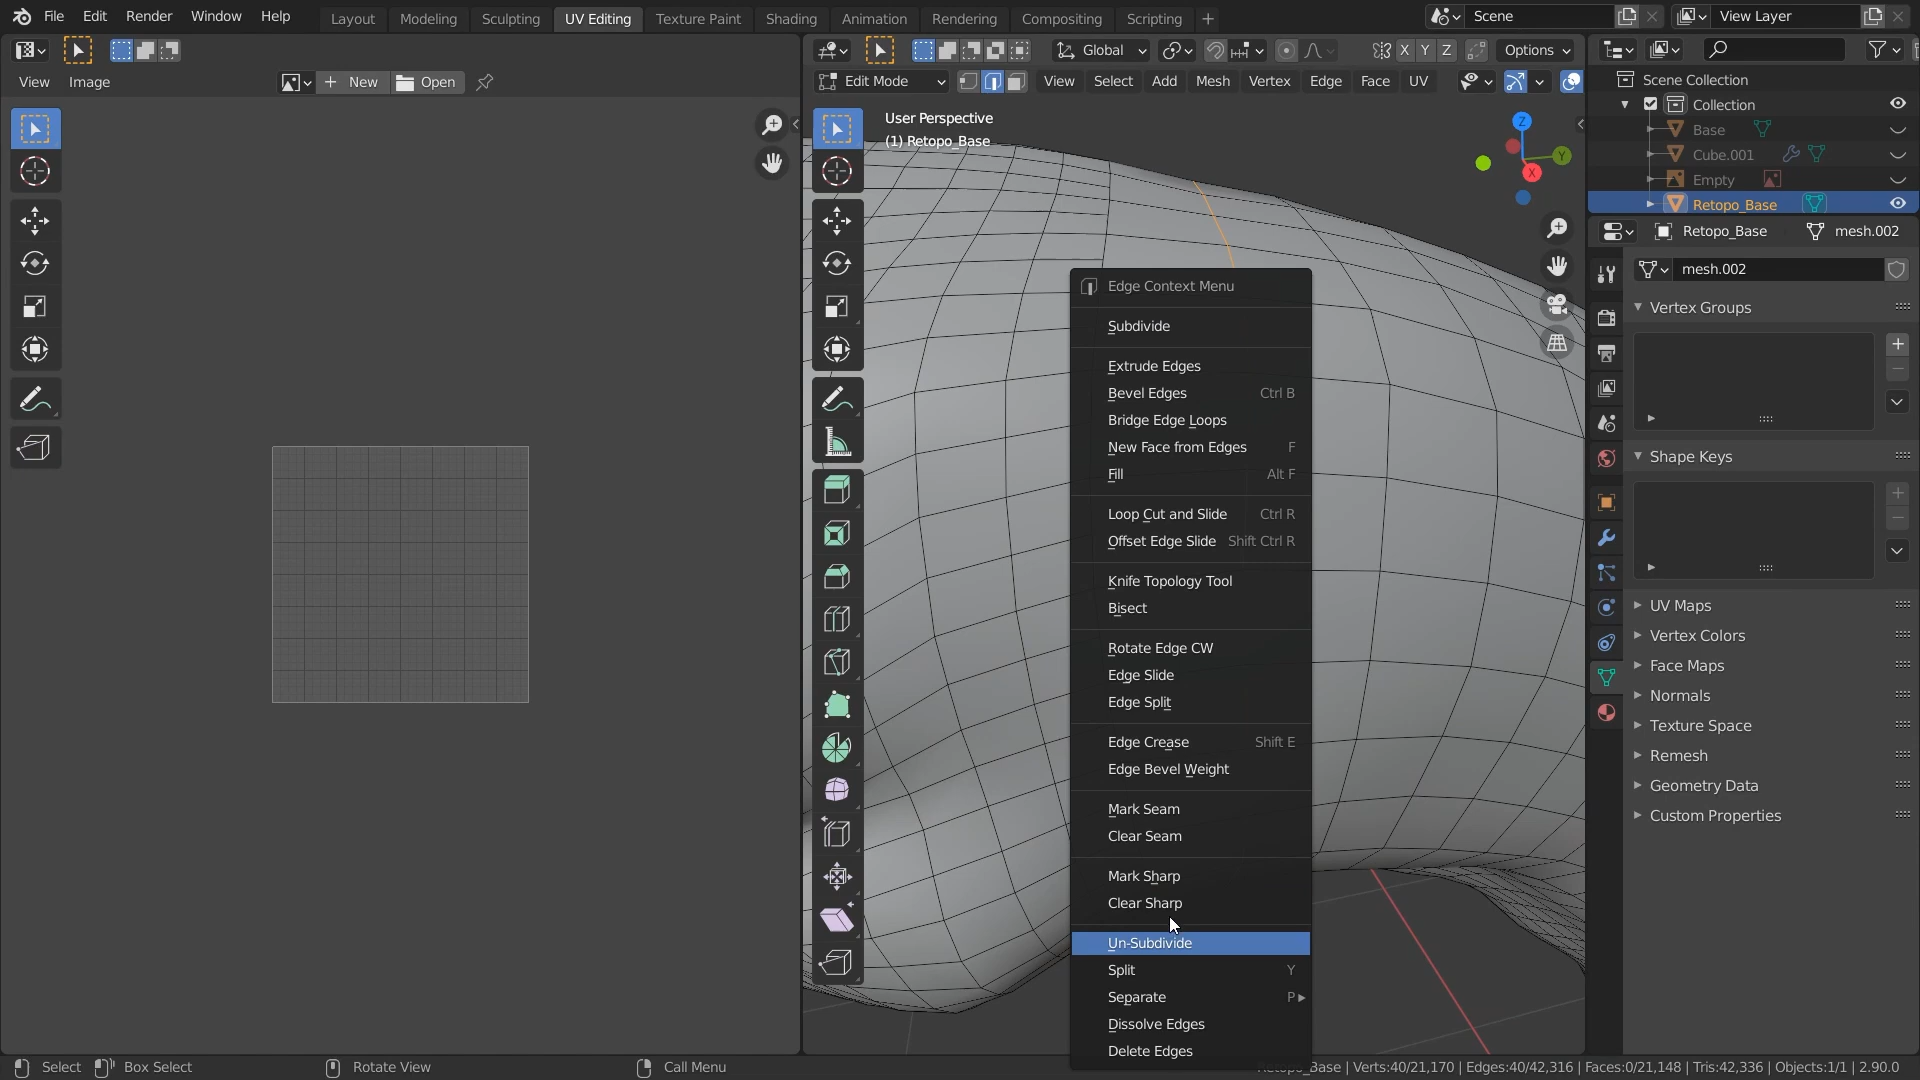 File Edit Render Window Help Layout Modeling Sculpting UV Editing Texture Paint Shading Animation Rendering Compositing Scripting + Scene View Layer
Global Options
X Y Z
View Image + New Open
Edit Mode View Select Add Mesh Vertex Edge Face UV
User Perspective
(1) Retopo_Base
Z
Y
X
Edge Context Menu
Subdivide
Extrude Edges
Bevel Edges Ctrl B
Bridge Edge Loops
New Face from Edges F
Fill Alt F
Loop Cut and Slide Ctrl R
Offset Edge Slide Shift Ctrl R
Knife Topology Tool
Bisect
Rotate Edge CW
Edge Slide
Edge Split
Edge Crease Shift E
Edge Bevel Weight
Mark Seam
Clear Seam
Mark Sharp
Clear Sharp
Un-Subdivide
Split Y
Separate P
Dissolve Edges
Delete Edges
Scene Collection
Collection
Base
Cube.001
Empty
Retopo_Base
Retopo_Base mesh.002
mesh.002
Vertex Groups
Shape Keys
UV Maps
Vertex Colors
Face Maps
Normals
Texture Space
Remesh
Geometry Data
Custom Properties
Select Box Select Rotate View Call Menu Base | Verts:40/21,170 | Edges:40/42,316 | Faces:0/21,148 | Tris:42,336 | Objects:1/1 | 2.90.0